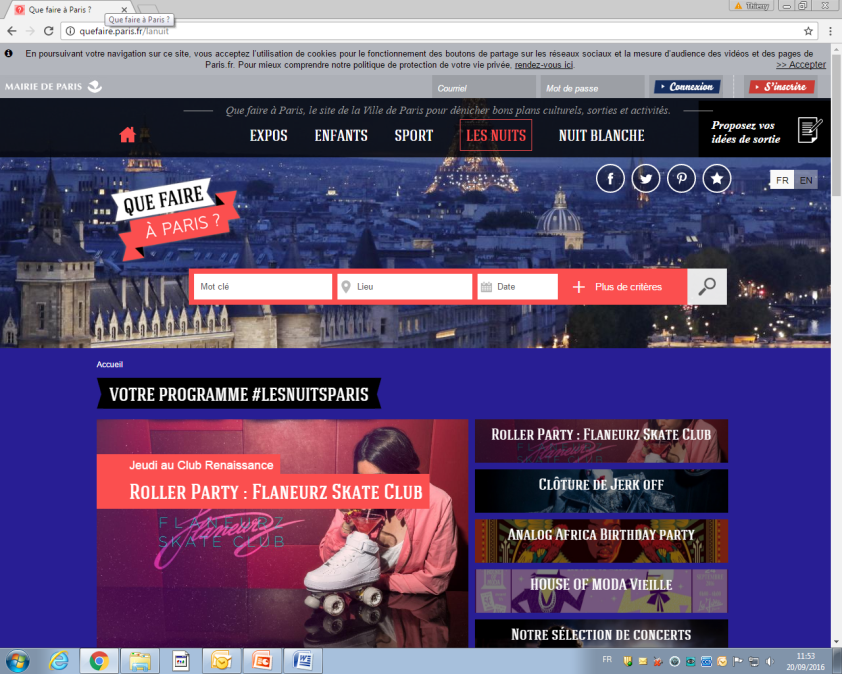 Que faire à Paris ?
Thierry
Que faire à Paris ?
quefaire.paris.fr/lanuit
En poursuivant votre navigation sur ce site, vous acceptez l'utilisation de cookies pour le fonctionnement des boutons de partage sur les réseaux sociaux et la mesure d'audience des vidéos et des pages de
Paris.fr. Pour mieux comprendre notre politique de protection de votre vie privée, rendez-vous ici.
>> Accepter
MAIRIE DE PARIS
Courriel
Mot de passe
Connexion
S'inscrire
Que faire à Paris, le site de la Ville de Paris pour dénicher bons plans culturels, sorties et activités.
EXPOS ENFANTS SPORT LES NUITS NUIT BLANCHE
Proposez vos
idées de sortie
FR EN
QUE FAIRE
À PARIS ?
Mot clé
Lieu
Date
Plus de critères
Accueil
VOTRE PROGRAMME #LESNUITSPARIS
Jeudi au Club Renaissance
Roller Party : Flaneurz Skate Club
FLANEURZ
Flaneurz
SKATE CLUB
Roller Party : Flaneurz Skate Club
Clôture de Jerk off
Analog Africa Birthday party
HOUSE OF MODA Vieille
Notre sélection de concerts
FR
11:53
20/09/2016